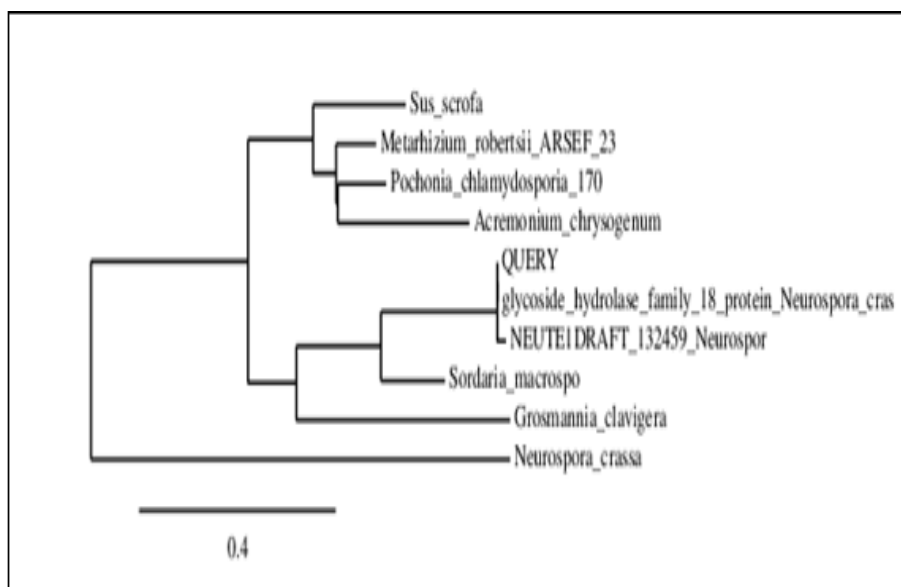 Sus_scrofa
Metarhizium_robertsii_ARSEF_23
Pochonia_chlamydosporia_170
Acremonium_chrysogenum
QUERY
glycoside_hydrolase_family_18_protein_Neurospora_cras
NEUTE1DRAFT_132459_Neurospor
Sordaria_macrospo
Grosmannia_clavigera
Neurospora_crassa
0.4